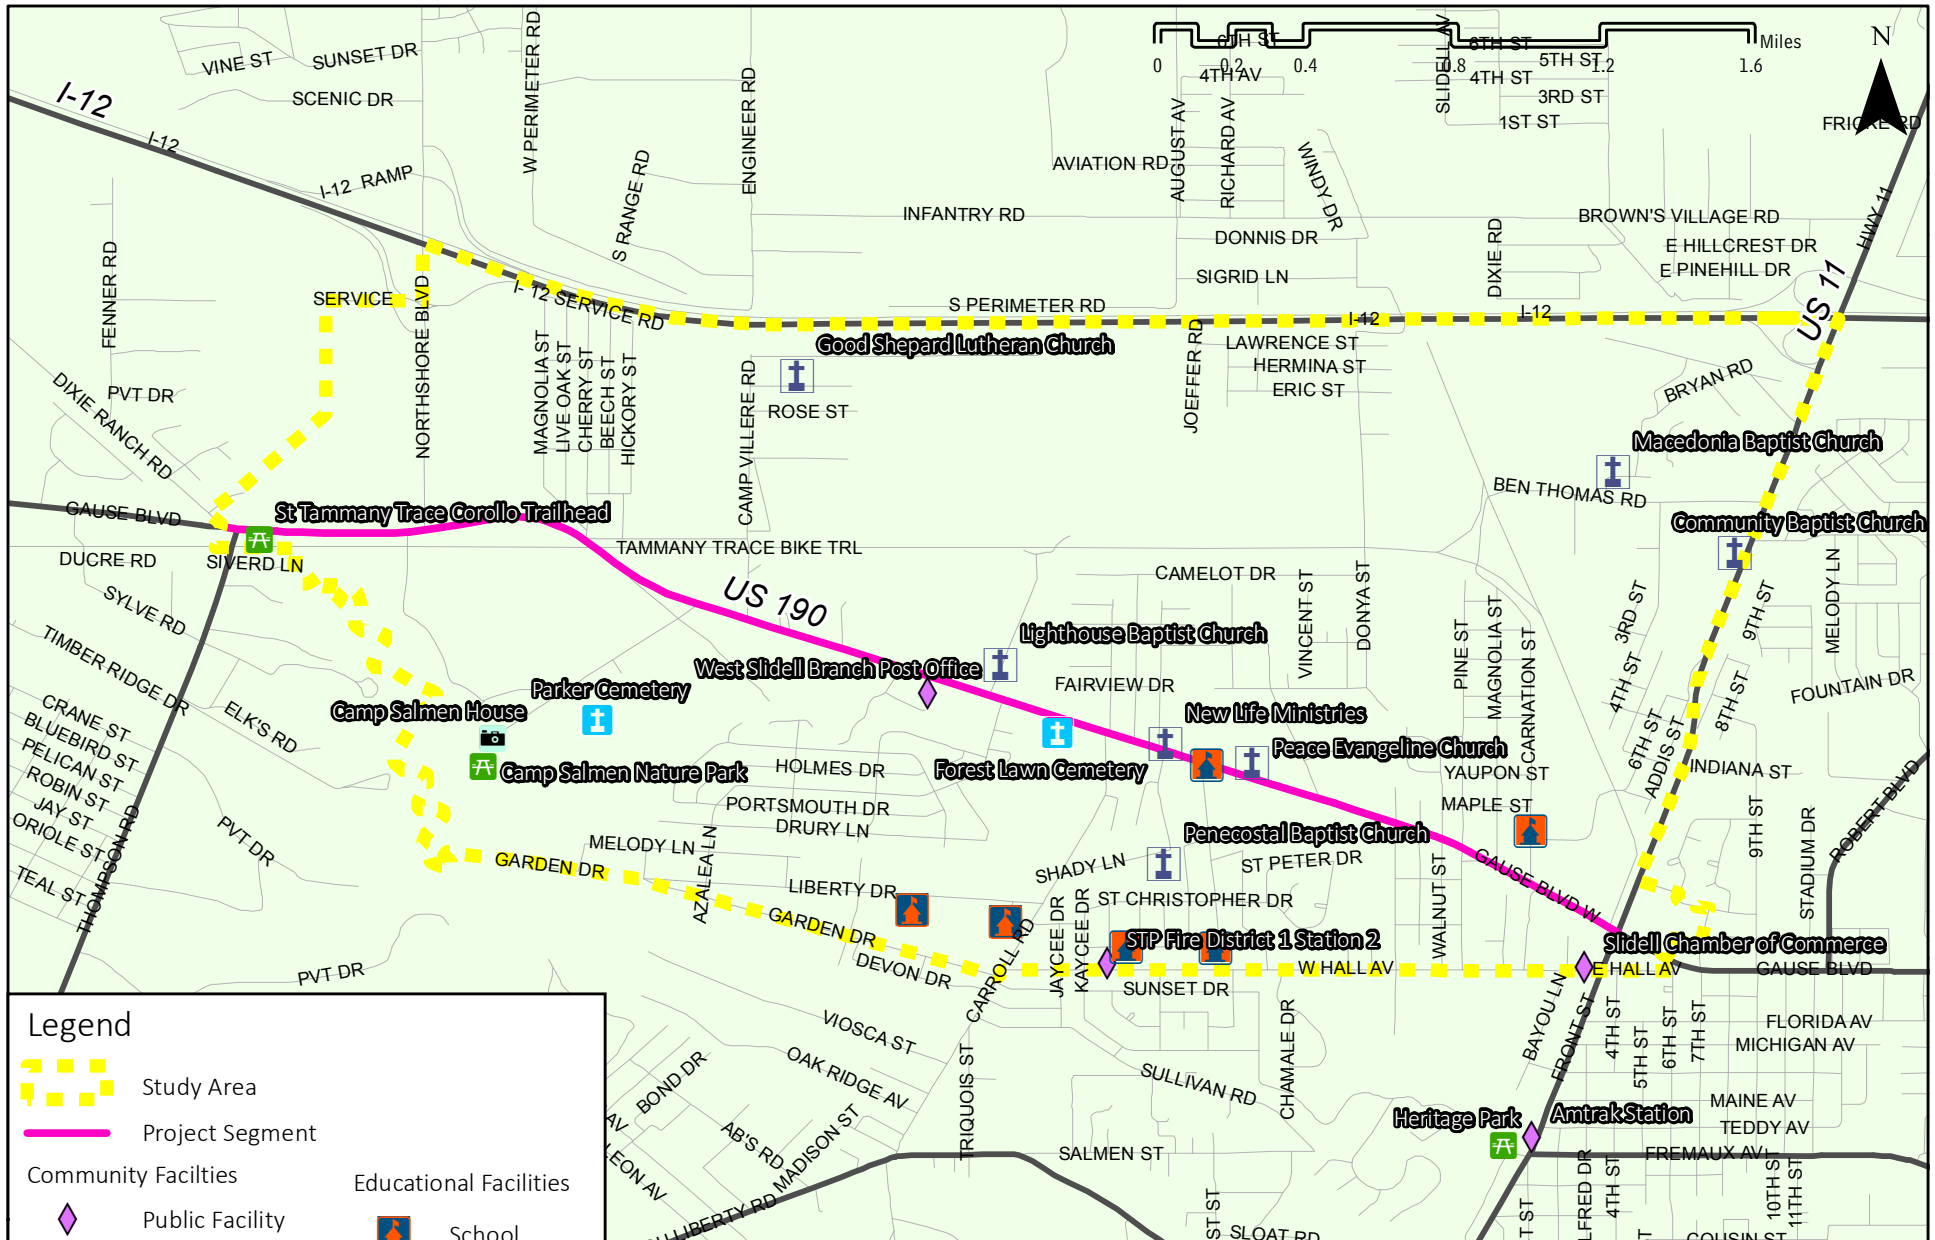 VINE ST
SUNSET DR
SCENIC DR
W PERIMETER RD
ENGINEER RD
S RANGE RD
I-12
I-12
I-12 RAMP
6TH ST
4TH AV
0
0.2
0.4
0.8
1.2
1.6
Miles
SLIDELL AV
6TH ST
5TH ST
4TH ST
3RD ST
1ST ST
N
FRICKE RD
AVIATION RD
AUGUST AV
RICHARD AV
WINDY DR
INFANTRY RD
DONNIS DR
SIGRID LN
DIXIE RD
BROWN'S VILLAGE RD
E HILLCREST DR
E PINEHILL DR
HWY 11
US 11
FENNER RD
SERVICE
NORTHSHORE BLVD
I- 12 SERVICE RD
S PERIMETER RD
I-12
I-12
Good Shepard Lutheran Church
LAWRENCE ST
HERMINA ST
ERIC ST
JOEFFER RD
BRYAN RD
PVT DR
DIXIE RANCH RD
MAGNOLIA ST
LIVE OAK ST
CHERRY ST
BEECH ST
HICKORY ST
CAMP VILLERE RD
ROSE ST
Macedonia Baptist Church
BEN THOMAS RD
Community Baptist Church
GAUSE BLVD
St Tammany Trace Corollo Trailhead
TAMMANY TRACE BIKE TRL
DUCRE RD
SIVERD LN
SYLVE RD
US 190
CAMELOT DR
VINCENT ST
DONYA ST
PINE ST
MAGNOLIA ST
CARNATION ST
3RD ST
4TH ST
9TH ST
MELODY LN
TIMBER RIDGE DR
Lighthouse Baptist Church
West Slidell Branch Post Office
FAIRVIEW DR
FOUNTAIN DR
8TH ST
6TH ST
ADDIS ST
CRANE ST
BLUEBIRD ST
PELICAN ST
ROBIN ST
JAY ST
ORIOLE ST
TEAL ST
ELK'S RD
Camp Salmen House
Parker Cemetery
Camp Salmen Nature Park
New Life Ministries
Peace Evangeline Church
Forest Lawn Cemetery
YAUPON ST
INDIANA ST
MAPLE ST
HOLMES DR
PORTSMOUTH DR
DRURY LN
MELODY LN
Penecostal Baptist Church
ST PETER DR
SHADY LN
ST CHRISTOPHER DR
WALNUT ST
GAUSE BLVD W
9TH ST
STADIUM DR
ROBERT BLVD
THOMPSON RD
PVT DR
GARDEN DR
AZALEA LN
LIBERTY DR
GARDEN DR
DEVON DR
CARROLL RD
JAYCEE DR
KAYCEE DR
STP Fire District 1 Station 2
W HALL AV
SUNSET DR
Slidell Chamber of Commerce
E HALL AV
GAUSE BLVD
PVT DR
BAYOU LN
FRONT ST
4TH ST
5TH ST
6TH ST
7TH ST
FLORIDA AV
MICHIGAN AV
VIOSCA ST
OAK RIDGE AV
TRIQUOIS ST
SULLIVAN RD
CHAMALE DR
BOND DR
AB'S RD
MADISON ST
AV
LEON AV
LIBERTY RD
SALMEN ST
Heritage Park
Amtrak Station
MAINE AV
TEDDY AV
FREMAUX AV
LFRED DR
4TH ST
10TH ST
11TH ST
ST ST
SLOAT RD
T ST
COUSIN ST
Legend
Study Area
Project Segment
Community Facilties
Educational Facilities
Public Facility
School